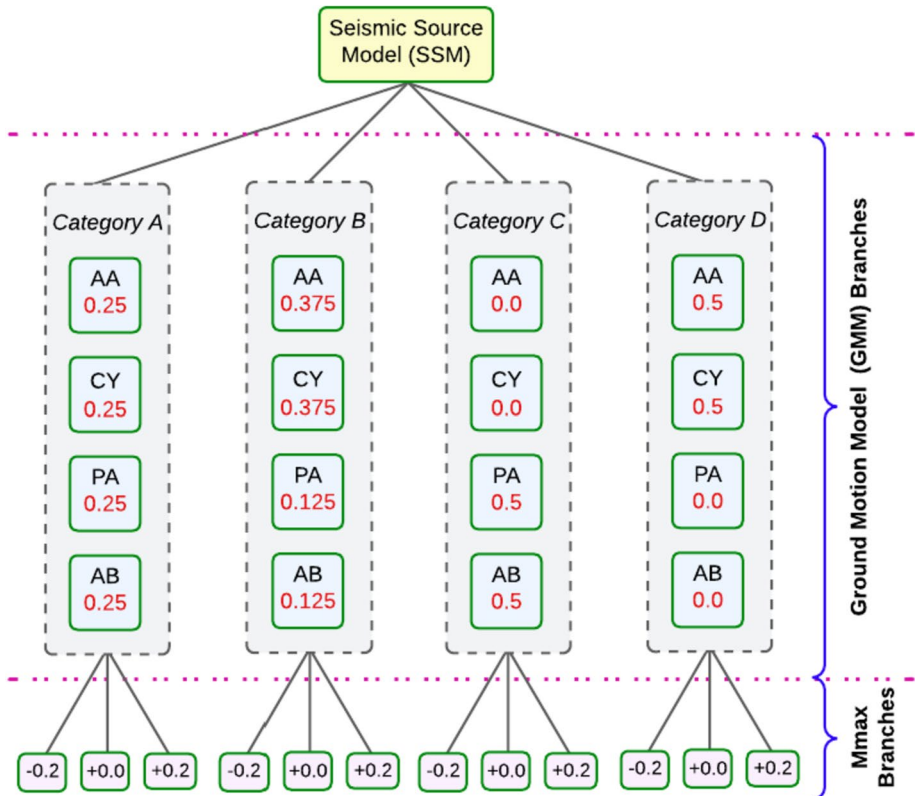 Seismic Source
Model (SSM)
Category A
AA
0.25
CY
0.25
PA
0.25
AB
0.25
Category B
AA
0.375
CY
0.375
PA
0.125
AB
0.125
Category C
AA
0.0
CY
0.0
PA
0.5
AB
0.5
Category D
AA
0.5
CY
0.5
PA
0.0
AB
0.0
Ground Motion Model (GMM) Branches
-0.2
+0.0
+0.2
-0.2
+0.0
+0.2
-0.2
+0.0
+0.2
-0.2
+0.0
+0.2
Mmax
Branches